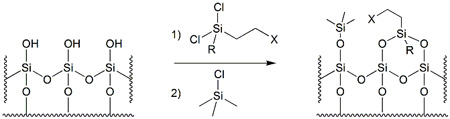 OH OH OH
Si Si Si
O O
O O O
Cl
1) Si
Cl X
R
Cl
2) Si
X
Si Si
R
O O O
Si Si Si
O O
O O O